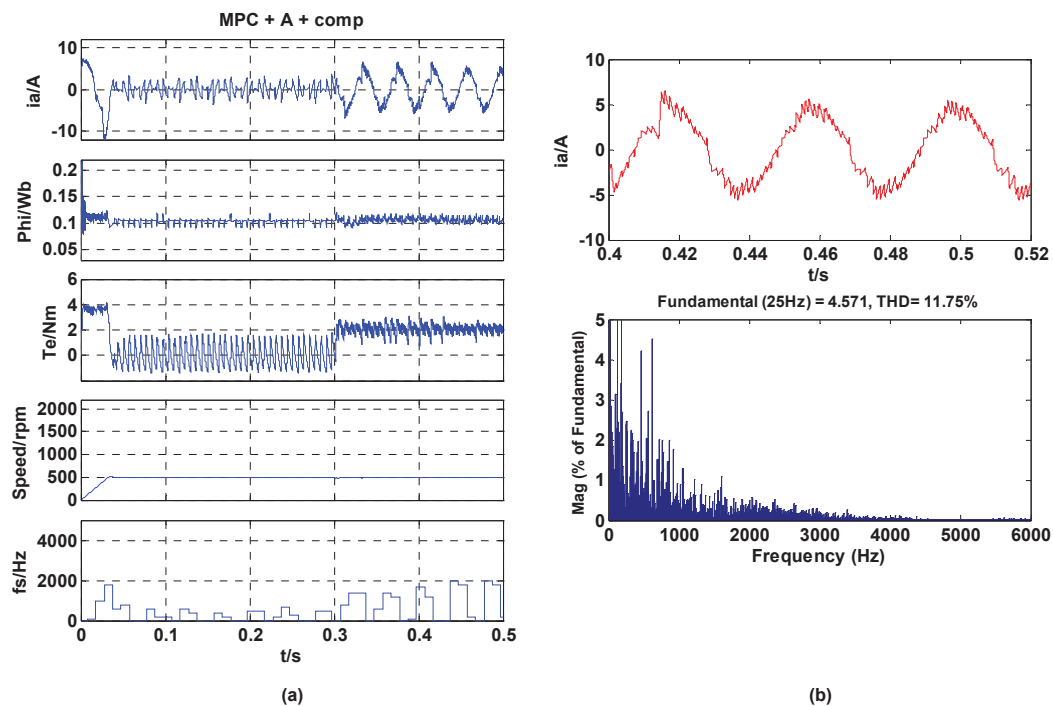 MPC + A + comp
ia/A
10
0
-10
Phi/Wb
0.2
0.15
0.1
0.05
Te/Nm
6
4
2
0
Speed/rpm
2000
1500
1000
500
0
fs/Hz
4000
2000
0
0 0.1 0.2 0.3 0.4 0.5
t/s
(a)
ia/A
10
5
0
-5
-10
0.4 0.42 0.44 0.46 0.48 0.5 0.52
t/s
Fundamental (25Hz) = 4.571, THD= 11.75%
Mag (% of Fundamental)
5
4
3
2
1
0
0 1000 2000 3000 4000 5000 6000
Frequency (Hz)
(b)